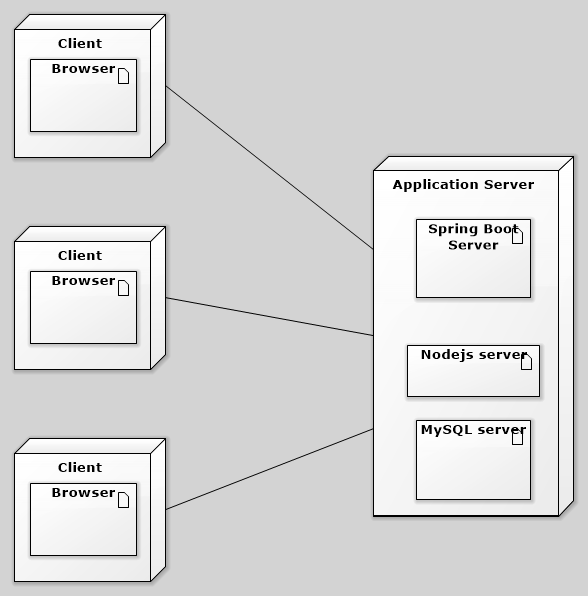 Client
Browser
Client
Browser
Client
Browser
Application Server
Spring Boot
Server
Nodejs server
MySQL server